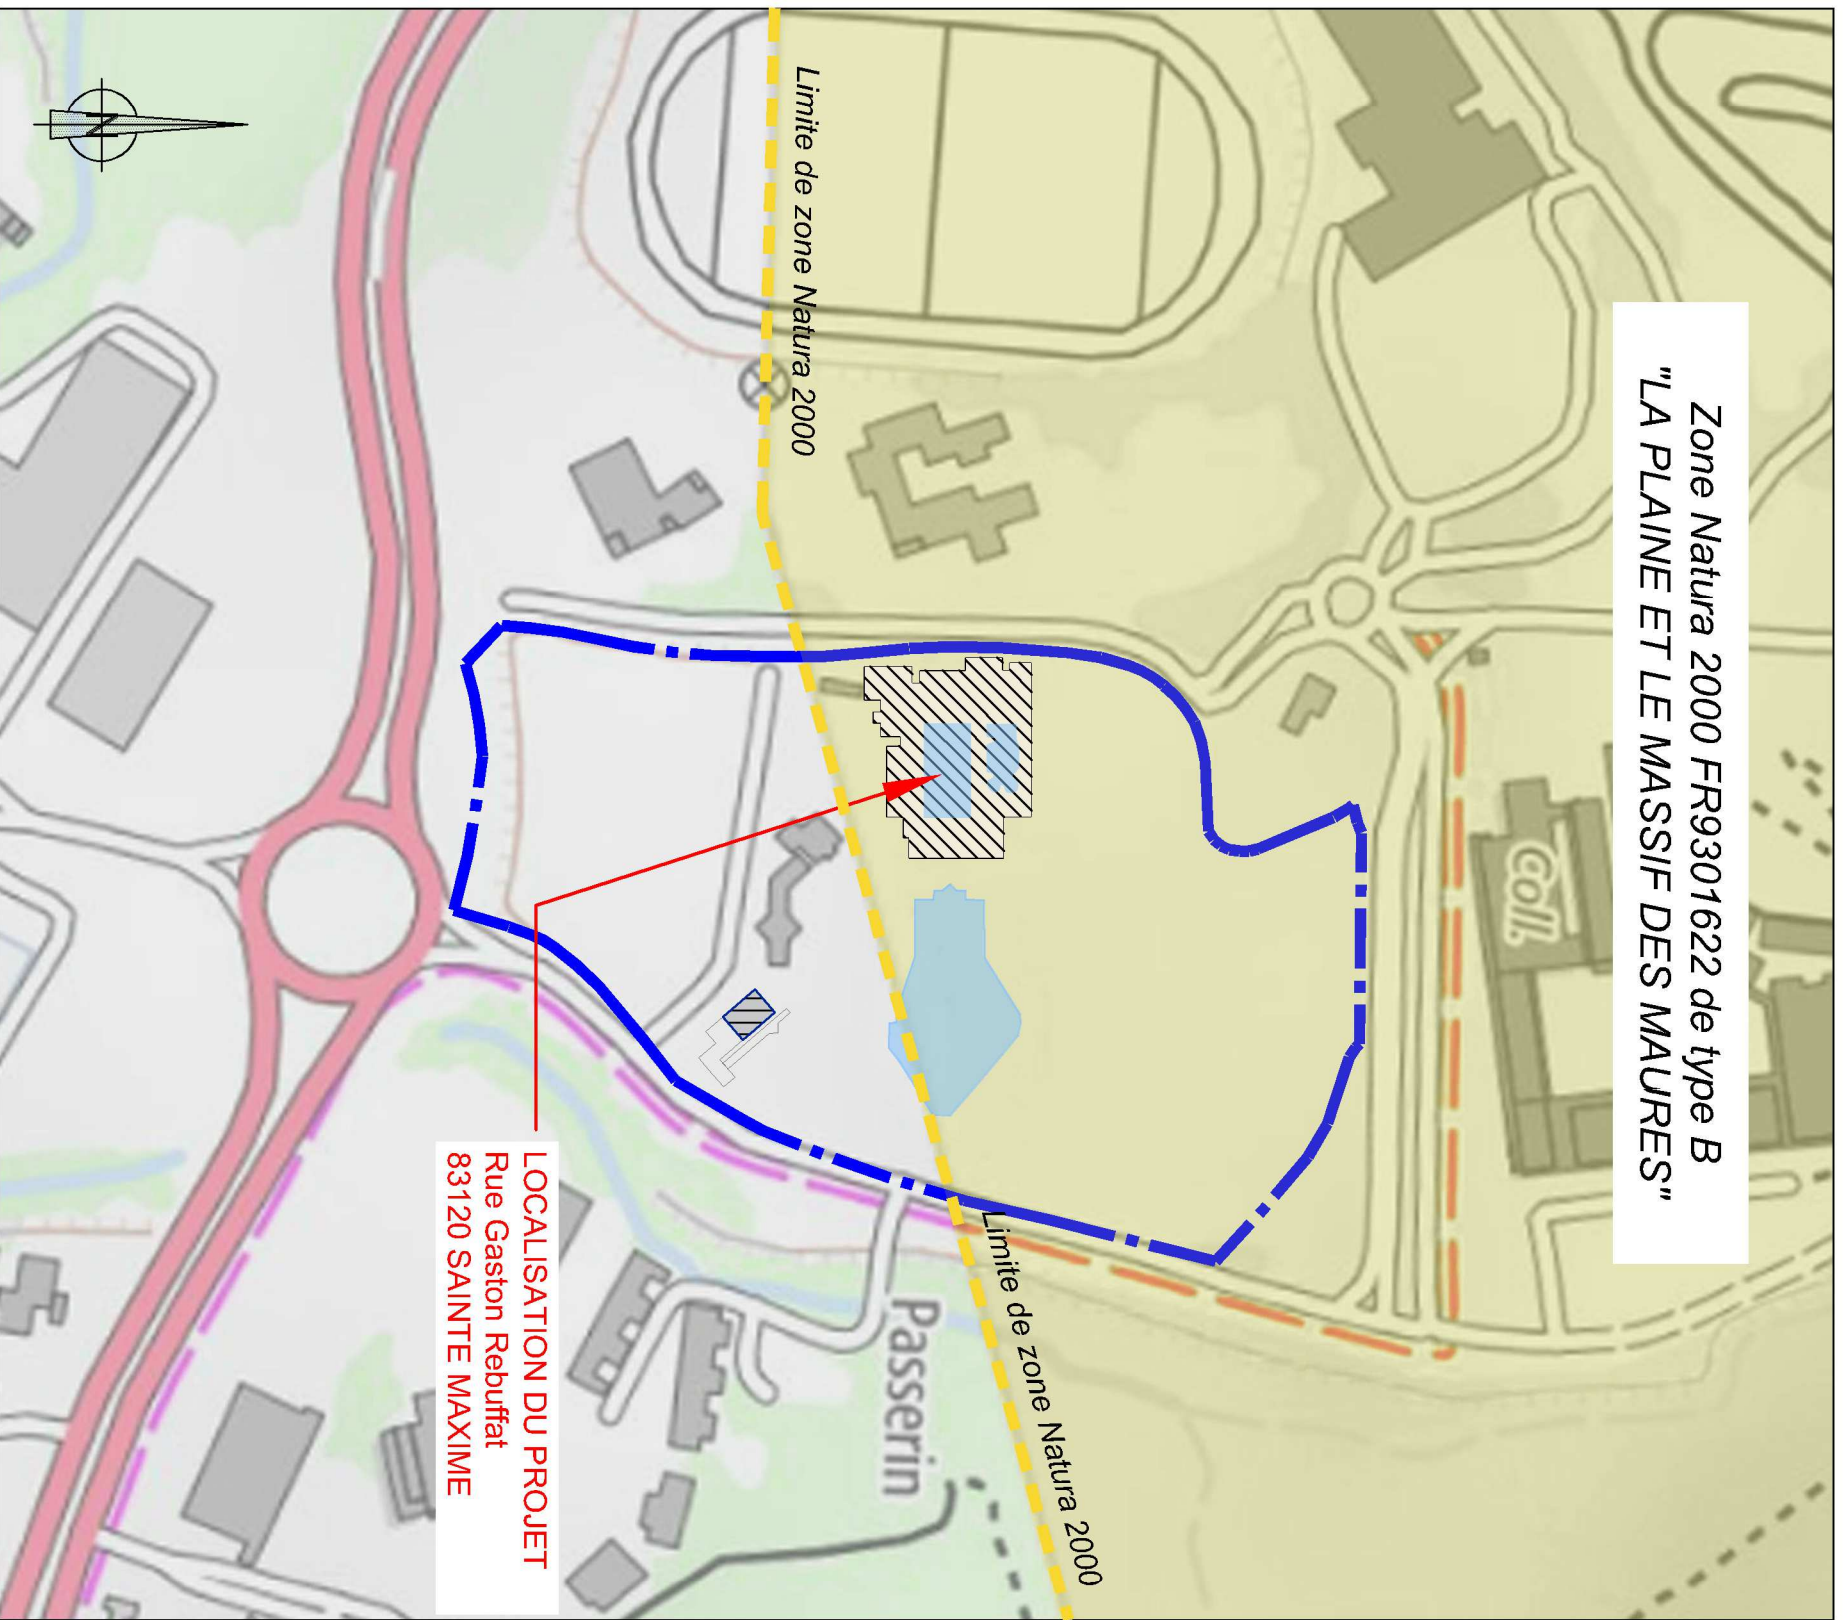 Zone Natura 2000 FR9301622 de type B
"LA PLAINE ET LE MASSIF DES MAURES"
Coll.
Limite de zone Natura 2000
Limite de zone Natura 2000
Passerin
LOCALISATION DU PROJET
Rue Gaston Rebuffat
83120 SAINTE MAXIME
N